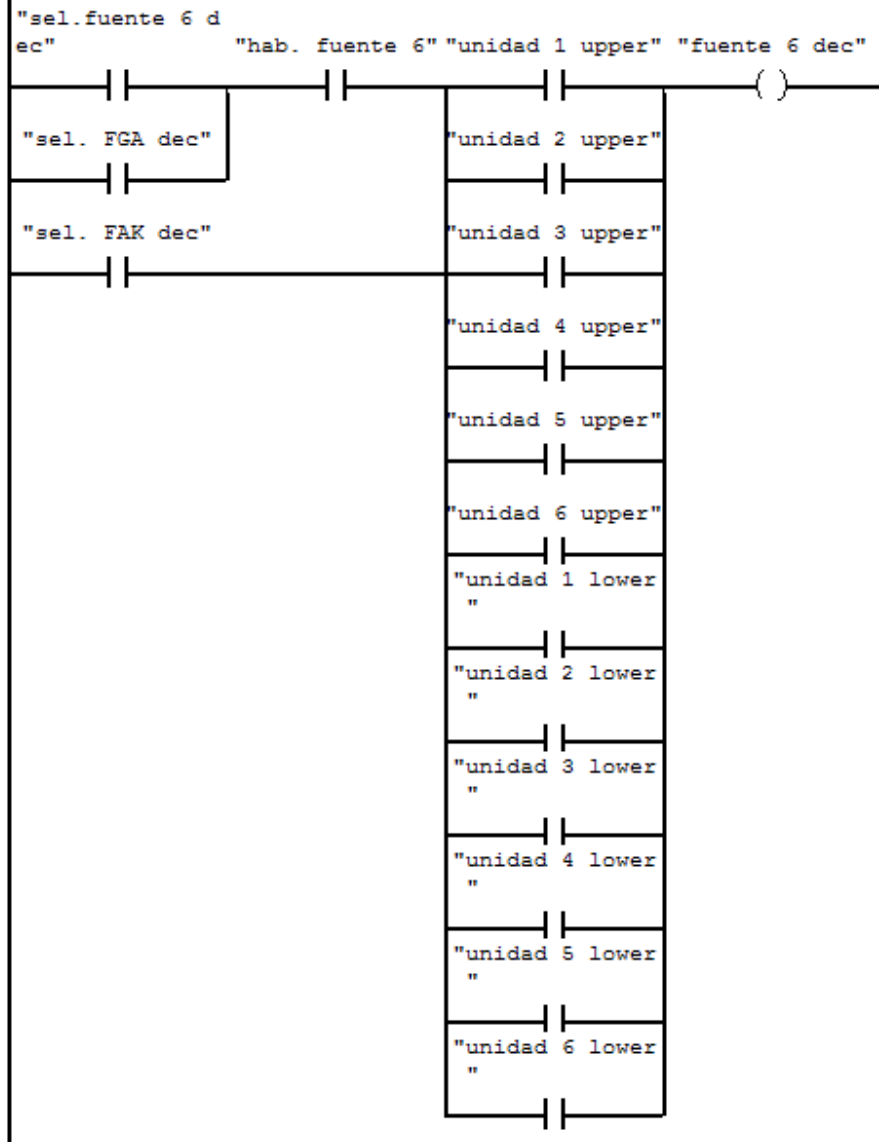 "sel.fuente 6 d
ec"
"hab. fuente 6" "unidad 1 upper" "fuente 6 dec"
"sel. FGA dec"
"unidad 2 upper"
"sel. FAK dec"
"unidad 3 upper"
"unidad 4 upper"
"unidad 5 upper"
"unidad 6 upper"
"unidad 1 lower
"
"unidad 2 lower
"
"unidad 3 lower
"
"unidad 4 lower
"
"unidad 5 lower
"
"unidad 6 lower
"